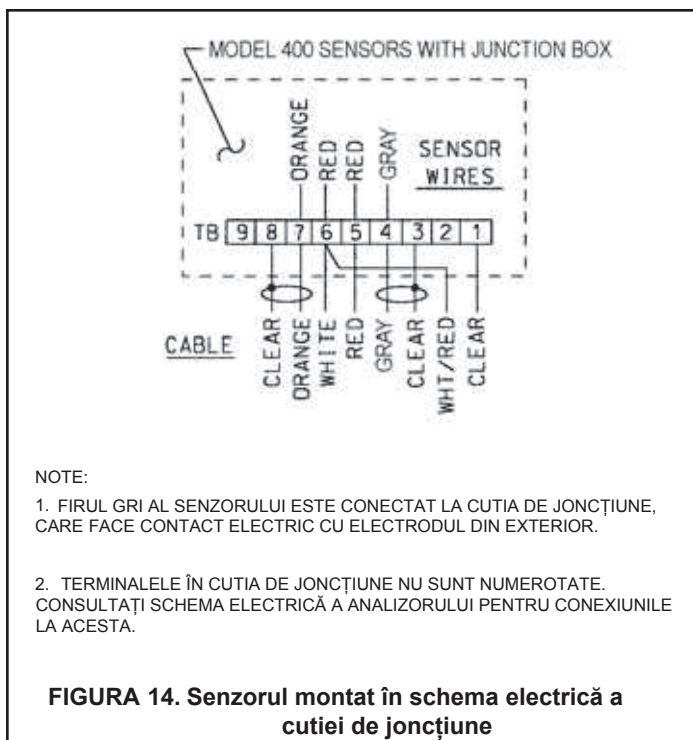 MODEL 400 SENSORS WITH JUNCTION BOX
ORANGE
RED
RED
GRAY
SENSOR
WIRES
TB 9 8 7 6 5 4 3 2 1
CABLE
CLEAR
ORANGE
WHITE
RED
GRAY
CLEAR
WHT/RED
CLEAR
NOTE:
1. FIRUL GRI AL SENZORULUI ESTE CONECTAT LA CUTIA DE JONCȚIUNE,
CARE FACE CONTACT ELECTRIC CU ELECTRODUL DIN EXTERIOR.
2. TERMINALELE ÎN CUTIA DE JONCȚIUNE NU SUNT NUMEROTATE.
CONSULTAȚI SCHEMA ELECTRICĂ A ANALIZORULUI PENTRU CONEXIUNILE
LA ACESTA.
FIGURA 14. Senzorul montat în schema electrică a
cutiei de joncțiune